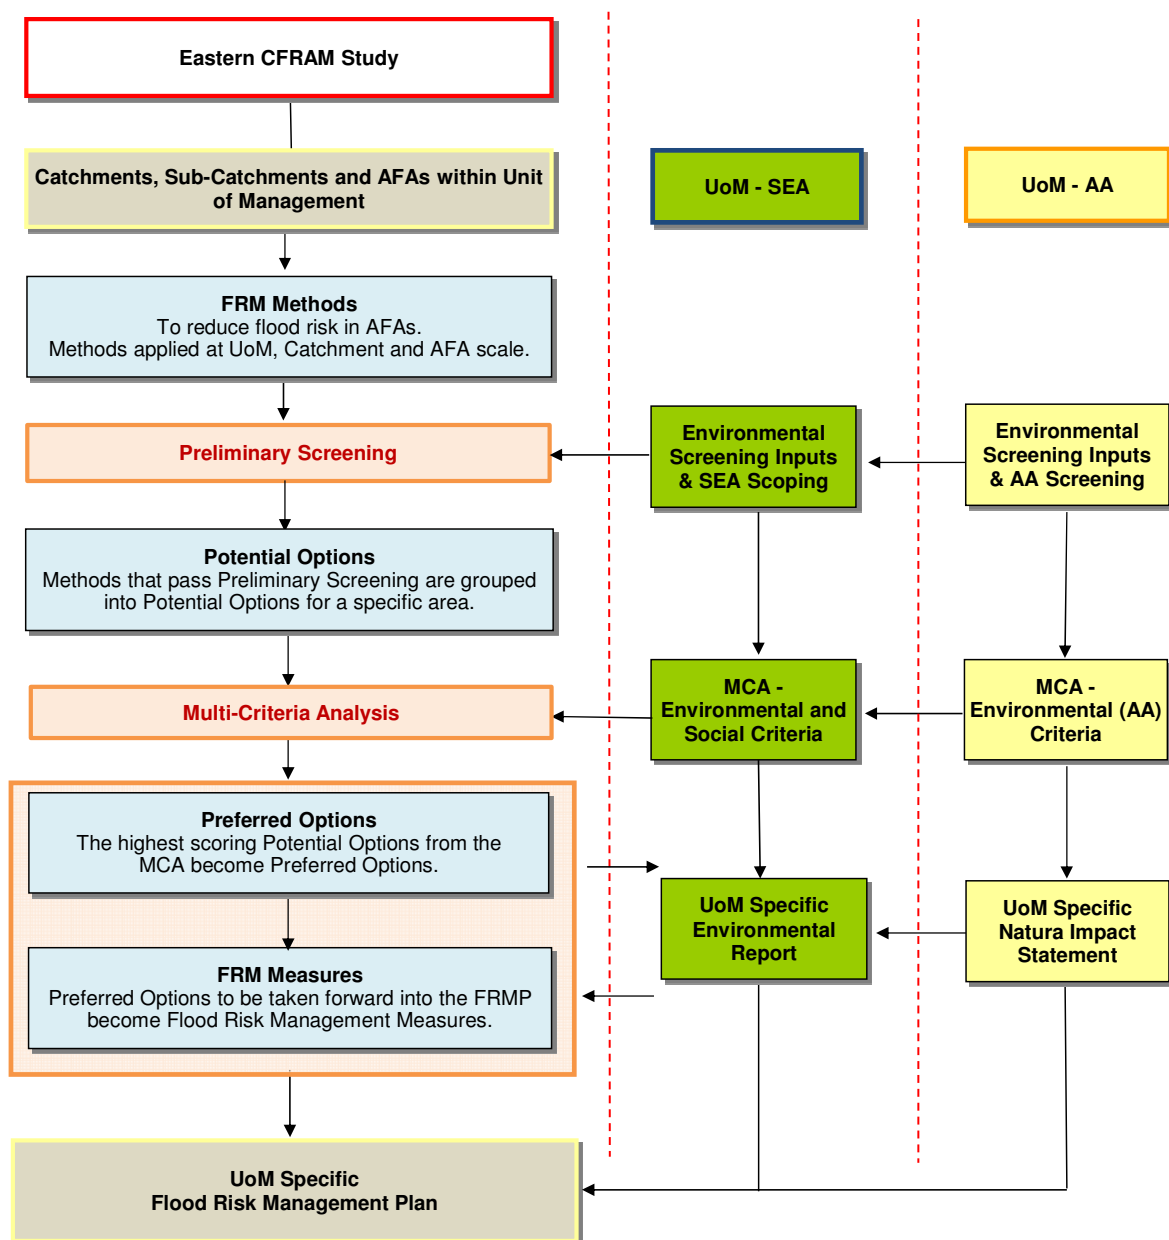 Eastern CFRAM Study
Catchments, Sub-Catchments and AFAs within Unit
of Management
UoM - SEA
UoM - AA
FRM Methods
To reduce flood risk in AFAs.
Methods applied at UoM, Catchment and AFA scale.
Preliminary Screening
Environmental
Screening Inputs
& SEA Scoping
Environmental
Screening Inputs
& AA Screening
Potential Options
Methods that pass Preliminary Screening are grouped
into Potential Options for a specific area.
Multi-Criteria Analysis
MCA -
Environmental and
Social Criteria
MCA -
Environmental (AA)
Criteria
Preferred Options
The highest scoring Potential Options from the
MCA become Preferred Options.
UoM Specific
Environmental
Report
UoM Specific
Natura Impact
Statement
FRM Measures
Preferred Options to be taken forward into the FRMP
become Flood Risk Management Measures.
UoM Specific
Flood Risk Management Plan